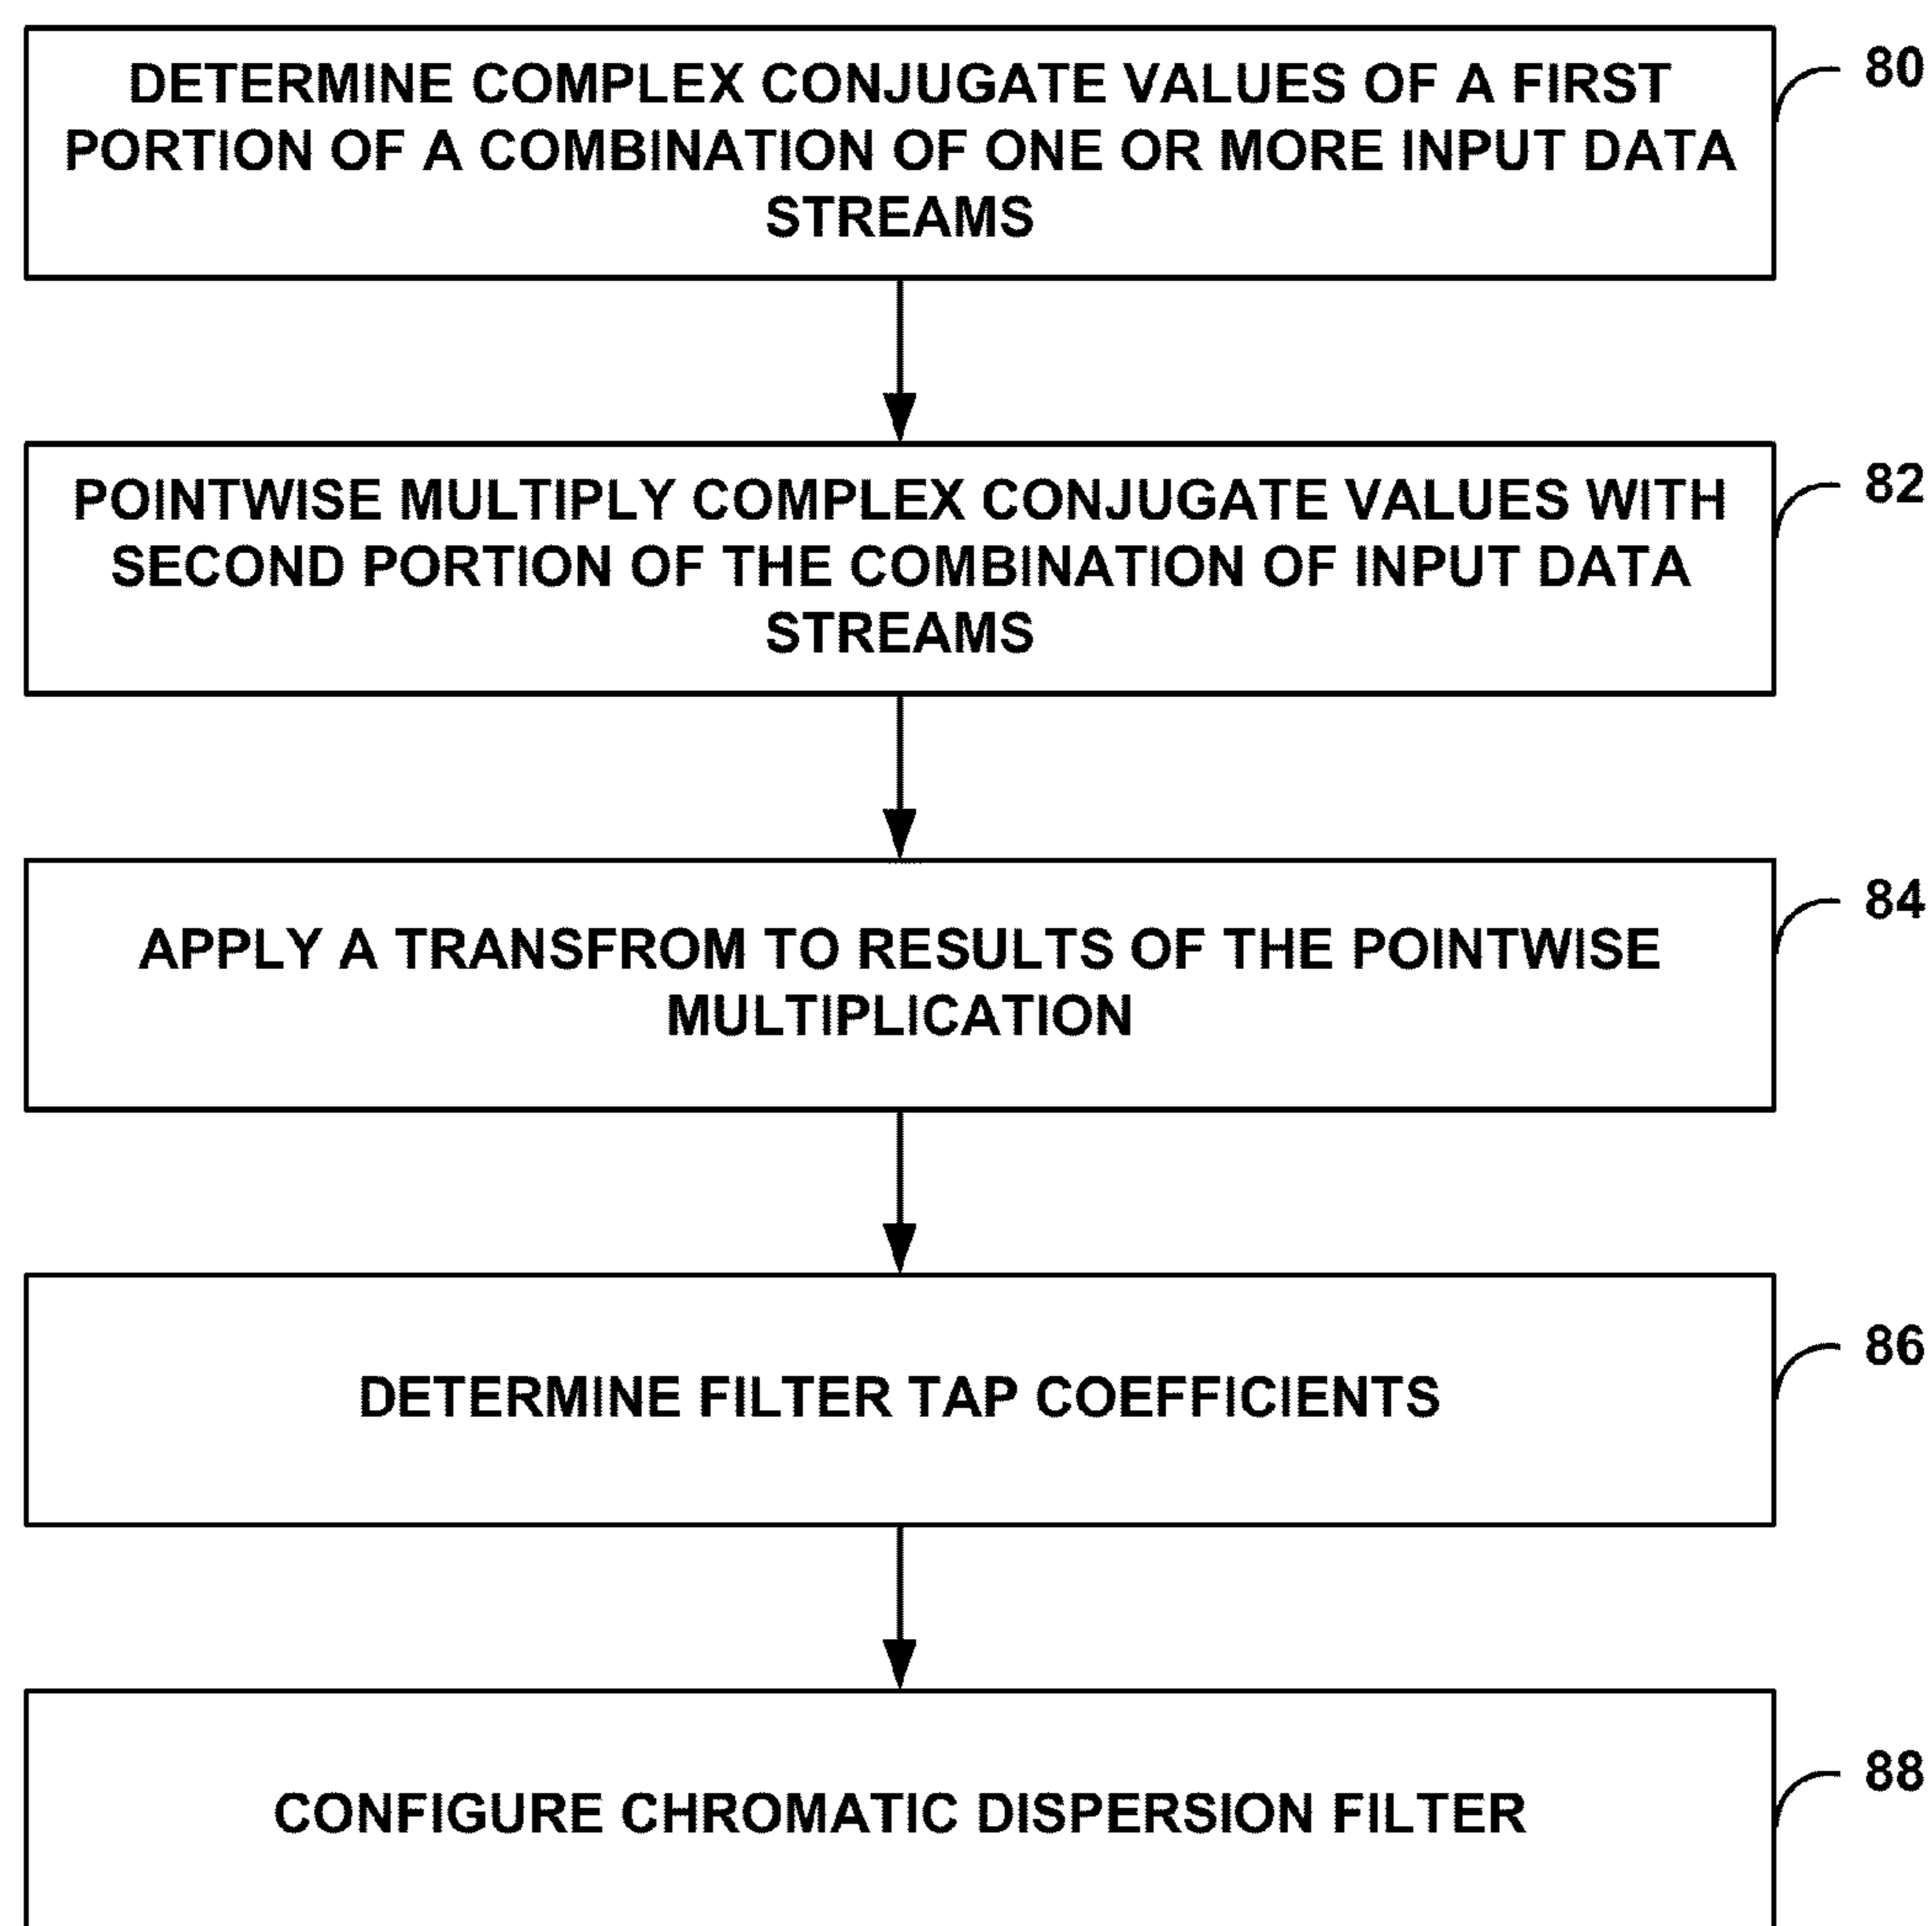 DETERMINE COMPLEX CONJUGATE VALUES OF A FIRST
PORTION OF A COMBINATION OF ONE OR MORE INPUT DATA
STREAMS
80
POINTWISE MULTIPLY COMPLEX CONJUGATE VALUES WITH
SECOND PORTION OF THE COMBINATION OF INPUT DATA
STREAMS
82
APPLY A TRANSFROM TO RESULTS OF THE POINTWISE
MULTIPLICATION
84
DETERMINE FILTER TAP COEFFICIENTS
86
CONFIGURE CHROMATIC DISPERSION FILTER
88